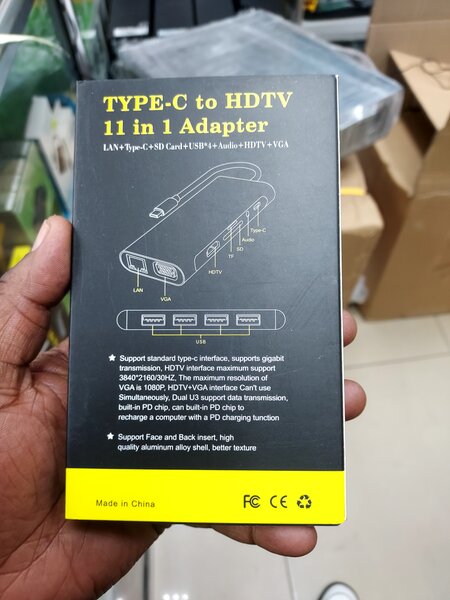 TYPE-C to HDTV
11 in 1 Adapter
LAN+Type-C+SD Card+USB*4+Audio+HDTV+VGA
Type-C
Audio
SD
TF
HDTV
LAN
VGA
USB
★ Support standard type-c interface, supports gigabit
transmission, HDTV interface maximum support
3840*2160/30HZ, The maximum resolution of
VGA is 1080P, HDTV+VGA interface Can't use
Simultaneously, Dual U3 support data transmission,
built-in PD chip, can built-in PD chip to
recharge a computer with a PD charging tunction
★ Support Face and Back insert, high
quality aluminum alloy shell, better texture
Made in China
FC CE